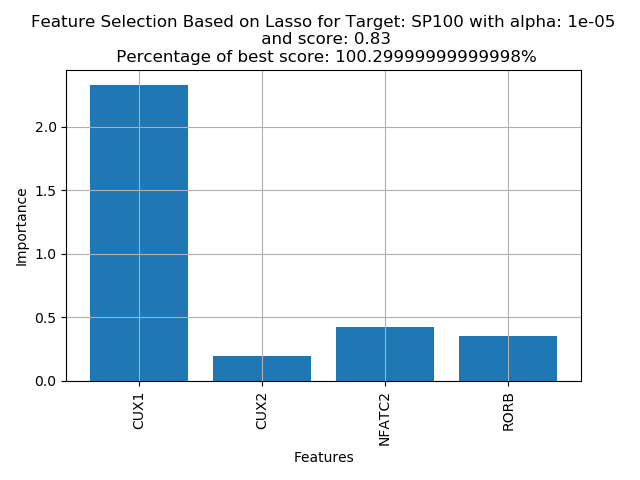 Feature Selection Based on Lasso for Target: SP100 with alpha: 1e-05
and score: 0.83
Percentage of best score: 100.29999999999998%
2.0
1.5
1.0
0.5
0.0
Importance
CUX1
CUX2
NFATC2
RORB
Features